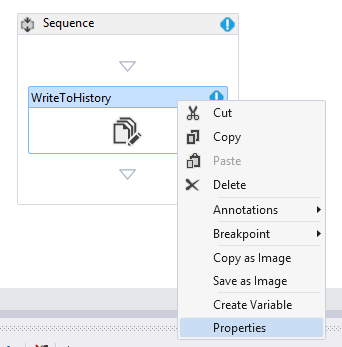 Sequence
WriteToHistory
Cut
Copy
Paste
Delete
Annotations
Breakpoint
Copy as Image
Save as Image
Create Variable
Properties